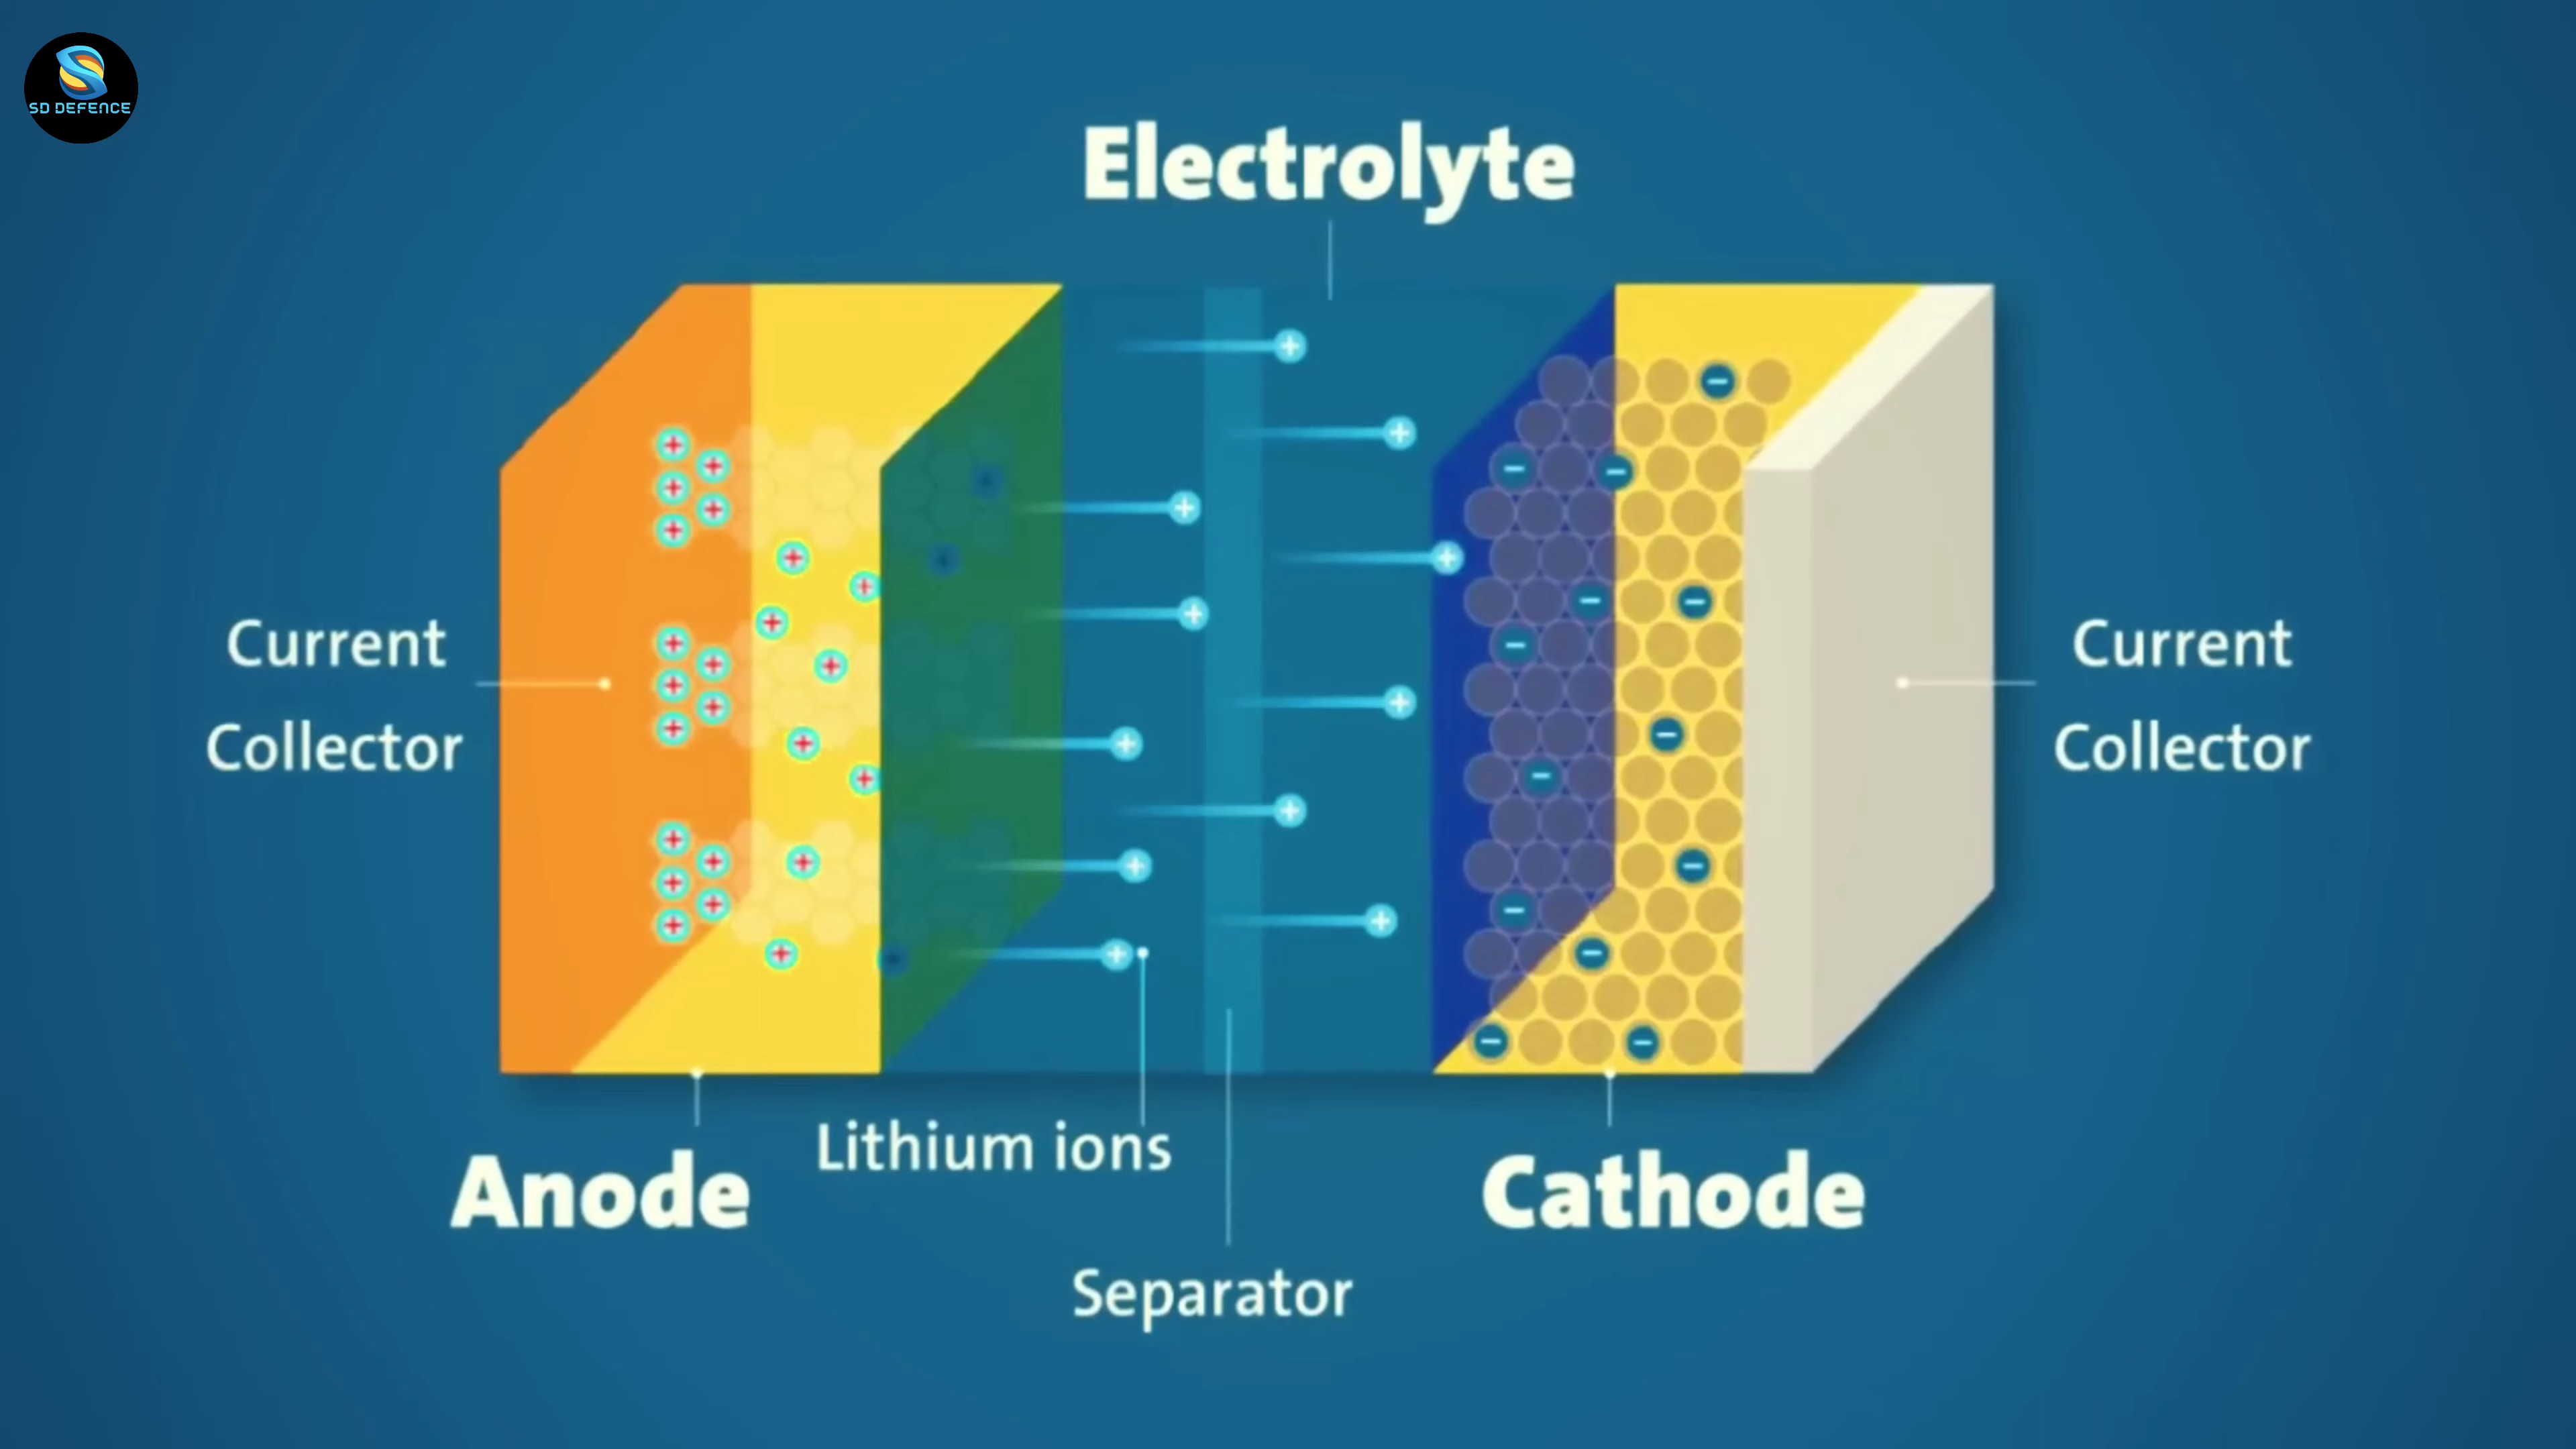 SD DEFENCE
Electrolyte
Current
Collector
Current
Collector
Lithium ions
Anode
Cathode
Separator